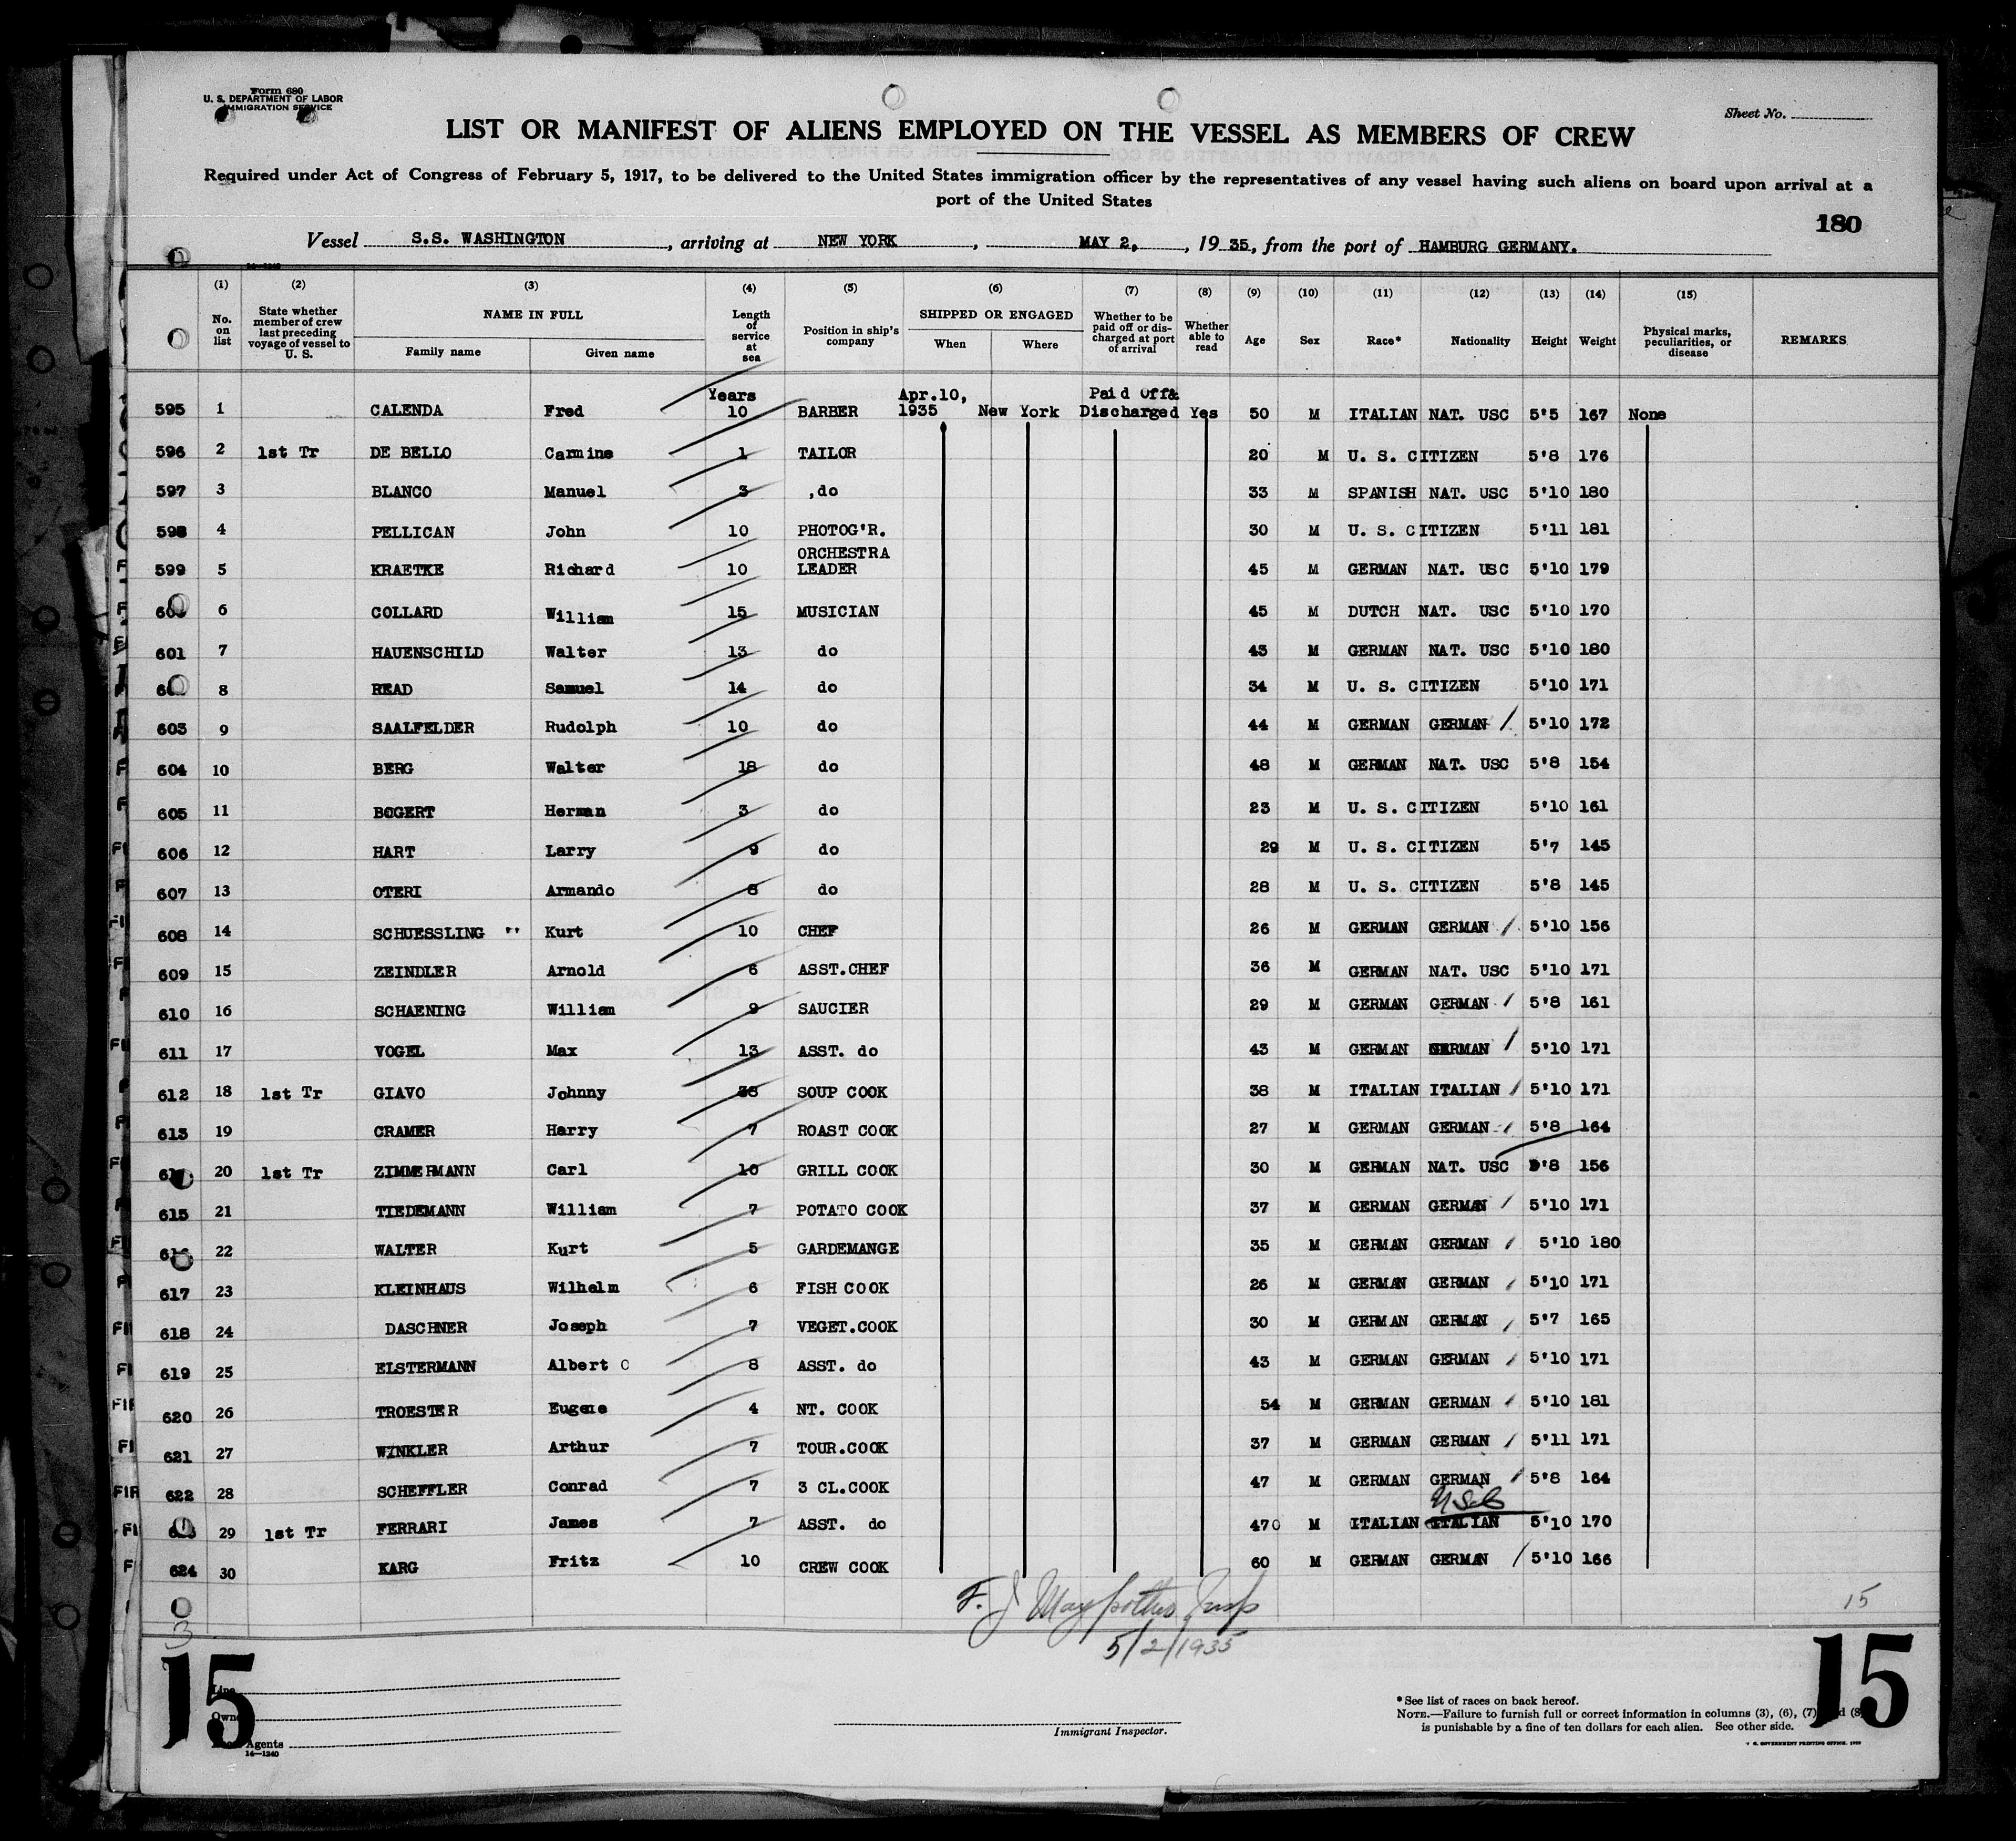 Form 680
U. S. DEPARTMENT OF LABOR
IMMIGRATION SERVICE
Sheet No.
LIST OR MANIFEST OF ALIENS EMPLOYED ON THE VESSEL AS MEMBERS OF CREW
Required under Act of Congress of February 5, 1917, to be delivered to the United States immigration officer by the representatives of any vessel having such aliens on board upon arrival at a
port of the United States
180
Vessel S.S. WASHINGTON, arriving at NEW YORK, MAY 2, , 1935, from the port of HAMBURG GERMANY.
(1) No. on list (2) State whether member of crew last preceding voyage of vessel to U. S. (3) NAME IN FULL Family name Given name (4) Length of service at sea (5) Position in ship's company (6) SHIPPED OR ENGAGED When Where (7) Whether to be paid off or discharged at port of arrival (8) Whether able to read (9) Age (10) Sex (11) Race* (12) Nationality (13) Height (14) Weight (15) Physical marks, peculiarities, or disease REMARKS
Years Apr.10, Paid Off&
595 1 CALENDA Fred 10 BARBER 1935 New York Discharged Yes 50 M ITALIAN NAT. USC 5'5 167 None
596 2 1st Tr DE BELLO Carmine 1 TAILOR 20 M U. S. CITIZEN 5'8 176
597 3 BLANCO Manuel 3 ,do 33 M SPANISH NAT. USC 5'10 180
598 4 PELLICAN John 10 PHOTOG'R. 30 M U. S. CITIZEN 5'11 181
ORCHESTRA
599 5 KRAETKE Richard 10 LEADER 45 M GERMAN NAT. USC 5'10 179
6 COLLARD William 15 MUSICIAN 45 M DUTCH NAT. USC 5'10 170
601 7 HAUENSCHILD Walter 13 do 43 M GERMAN NAT. USC 5'10 180
8 READ Samuel 14 do 34 M U. S. CITIZEN 5'10 171
603 9 SAALFELDER Rudolph 10 do 44 M GERMAN GERMAN 5'10 172
604 10 BERG Walter 18 do 48 M GERMAN NAT. USC 5'8 154
605 11 BOGERT Herman 3 do 23 M U. S. CITIZEN 5'10 161
606 12 HART Larry 9 do 29 M U. S. CITIZEN 5'7 145
607 13 OTERI Armando 8 do 28 M U. S. CITIZEN 5'8 145
608 14 SCHUESSLING Kurt 10 CHEF 26 M GERMAN GERMAN 5'10 156
609 15 ZEINDLER Arnold 6 ASST.CHEF 36 M GERMAN NAT. USC 5'10 171
610 16 SCHAENING William 9 SAUCIER 29 M GERMAN GERMAN 5'8 161
611 17 VOGEL Max 13 ASST. do 43 M GERMAN GERMAN 5'10 171
612 18 1st Tr GIAVO Johnny SOUP COOK 38 M ITALIAN ITALIAN 5'10 171
613 19 CRAMER Harry 7 ROAST COOK 27 M GERMAN GERMAN 5'8 164
20 1st Tr ZIMMERMANN Carl 10 GRILL COOK 30 M GERMAN NAT. USC 5'8 156
615 21 TIEDEMANN William 7 POTATO COOK 37 M GERMAN GERMAN 5'10 171
22 WALTER Kurt 5 GARDEMANGE 35 M GERMAN GERMAN 5'10 180
617 23 KLEINHAUS Wilhelm 6 FISH COOK 26 M GERMAN GERMAN 5'10 171
618 24 DASCHNER Joseph 7 VEGET.COOK 30 M GERMAN GERMAN 5'7 165
619 25 ELSTERMANN Albert C 8 ASST. do 43 M GERMAN GERMAN 5'10 171
620 26 TROESTER Eugene 4 NT. COOK 54 M GERMAN GERMAN 5'10 181
621 27 WINKLER Arthur 7 TOUR.COOK 37 M GERMAN GERMAN 5'11 171
622 28 SCHEFFLER Conrad 7 3 CL.COOK 47 M GERMAN GERMAN 5'8 164
29 1st Tr FERRARI James 7 ASST. do 470 M ITALIAN ITALIAN 5'10 170
624 30 KARG Fritz 10 CREW COOK 60 M GERMAN GERMAN 5'10 166
F. J 5/2/1935
15
3
15 15
Agents
14—1240
Immigrant Inspector.
*See list of races on back hereof.
NOTE.—Failure to furnish full or correct information in columns (3), (6), (7)
is punishable by a fine of ten dollars for each alien. See other side.